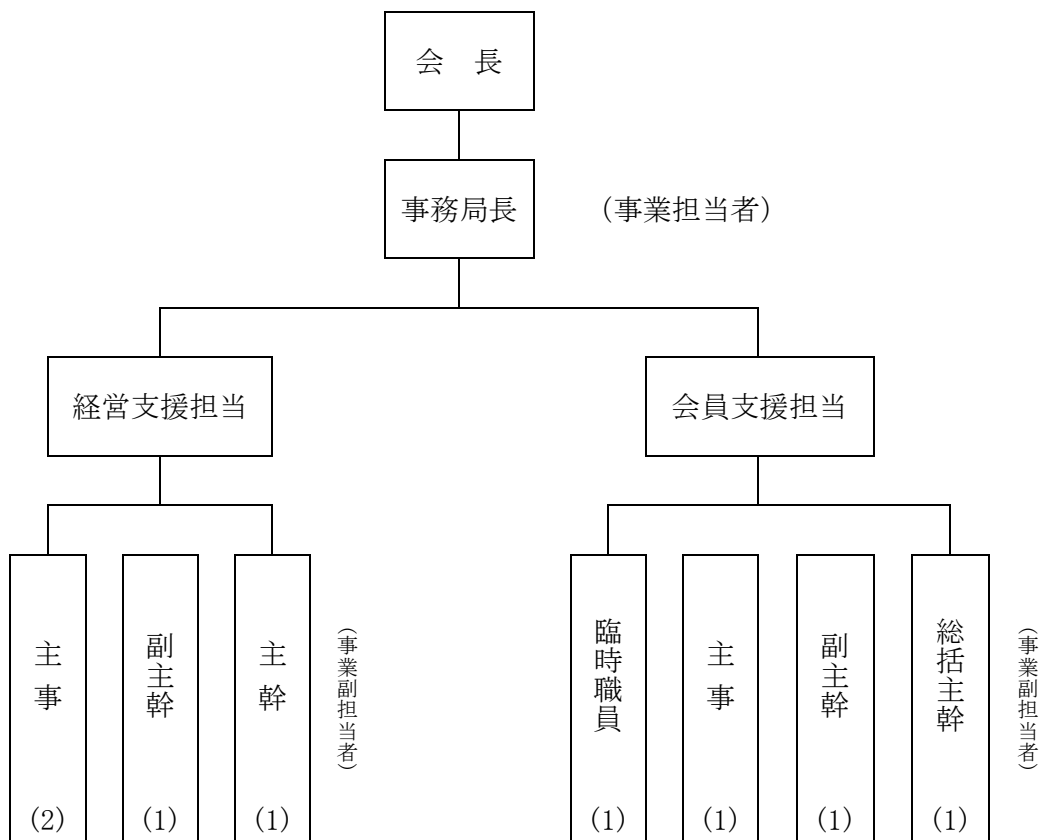 会 長
事務局長
（事業担当者）
経営支援担当
会員支援担当
主事
(2)
副主幹
(1)
主幹
(1)
（事業副担当者）
臨時職員
(1)
主事
(1)
副主幹
(1)
総括主幹
(1)
（事業副担当者）